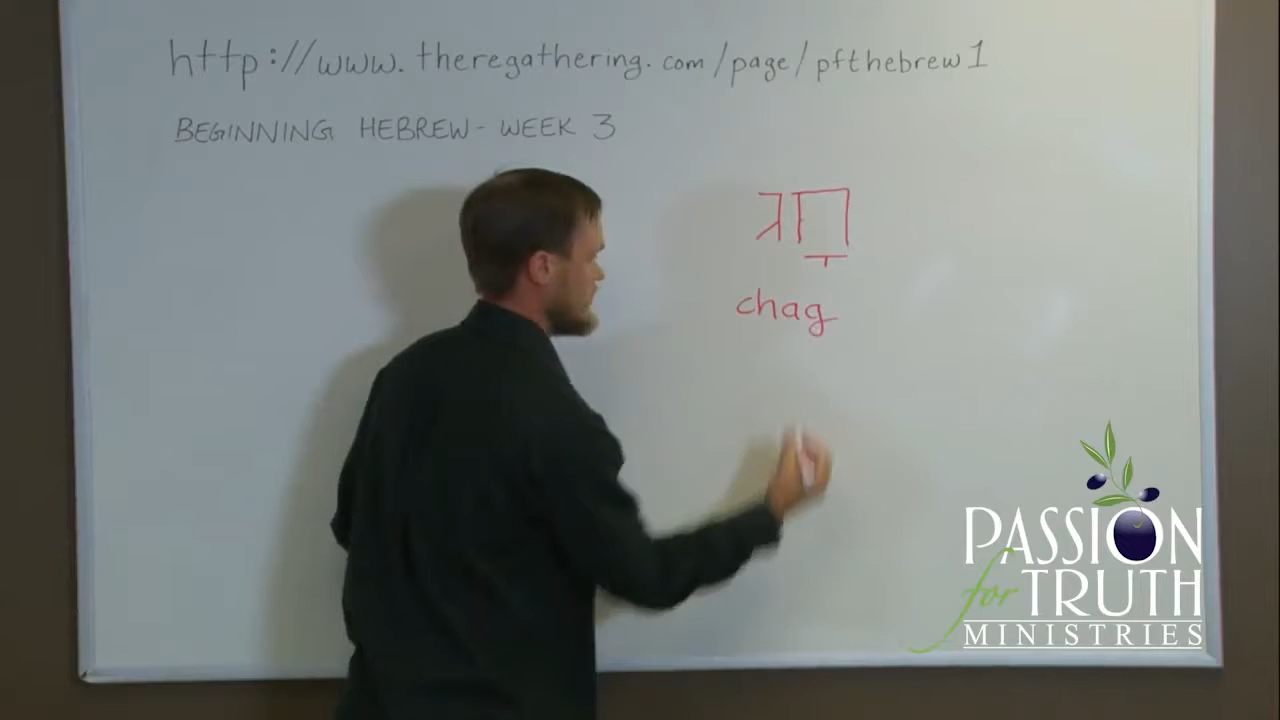 http://www.theregathering.com/page/pfthebrew1
BEGINNING HEBREW - WEEK 3
חָג
chag
PASSION
for TRUTH
MINISTRIES